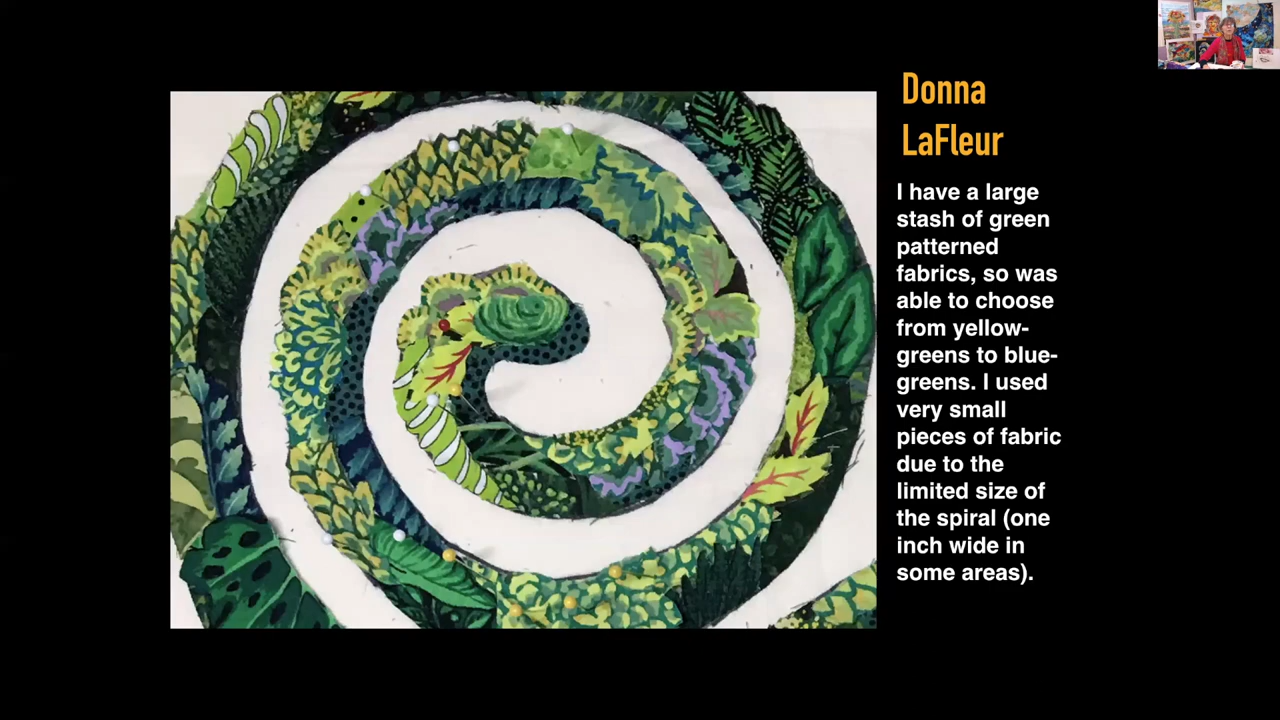 Donna
LaFleur
I have a large
stash of green
patterned
fabrics, so was
able to choose
from yellow-
greens to blue-
greens. I used
very small
pieces of fabric
due to the
limited size of
the spiral (one
inch wide in
some areas).